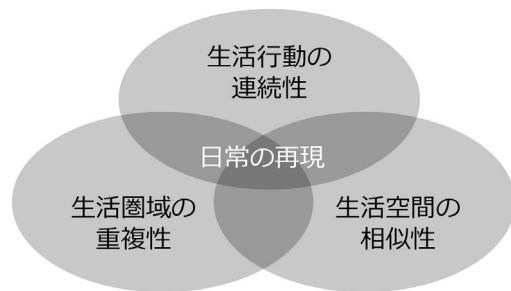 生活行動の
連続性
日常の再現
生活圏域の
重複性
生活空間の
相似性